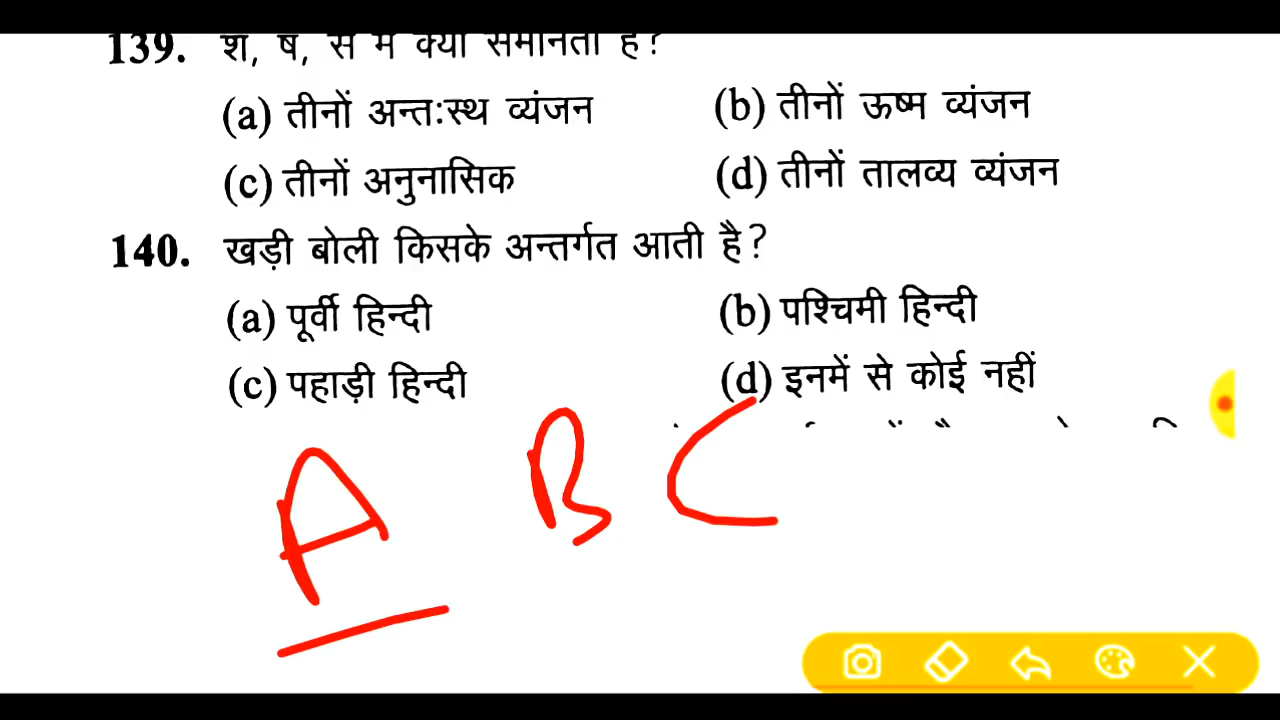 139. श, ष, स में क्या समानता है?
(a) तीनों अन्तःस्थ व्यंजन (b) तीनों ऊष्म व्यंजन
(c) तीनों अनुनासिक (d) तीनों तालव्य व्यंजन
140. खड़ी बोली किसके अन्तर्गत आती है?
(a) पूर्वी हिन्दी (b) पश्चिमी हिन्दी
(c) पहाड़ी हिन्दी (d) इनमें से कोई नहीं
A B C